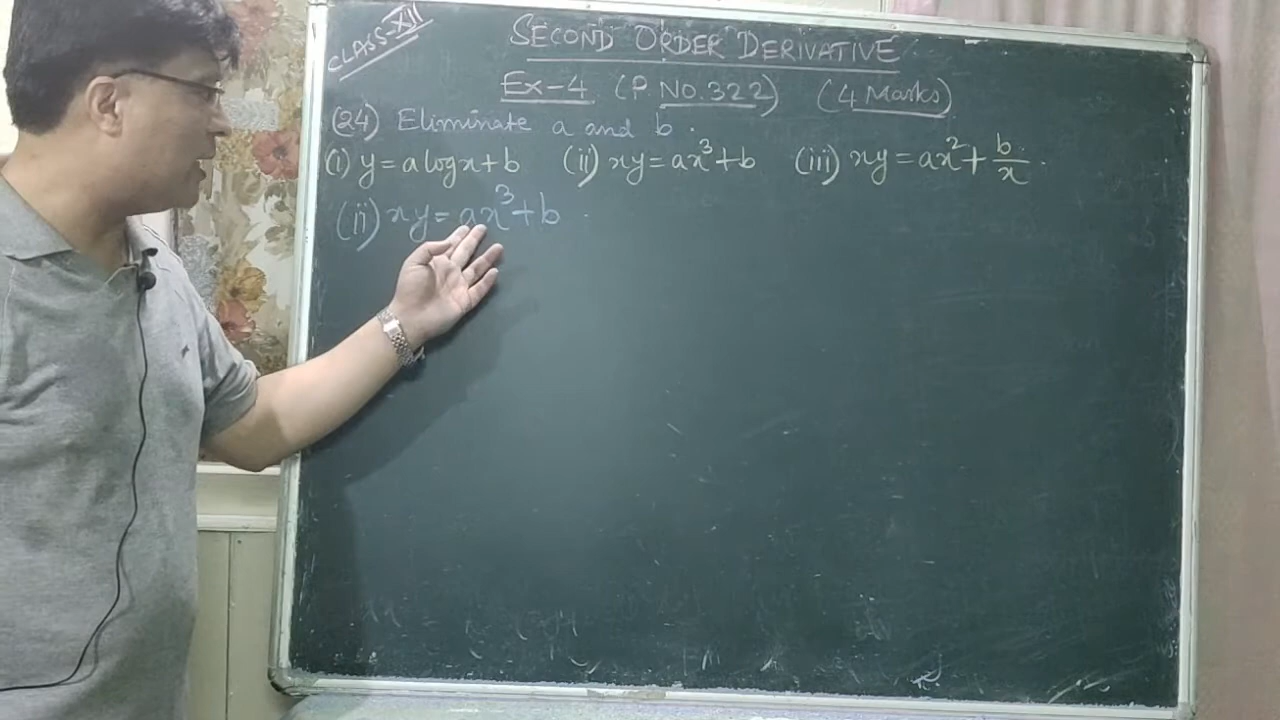 CLASS-XII
SECOND ORDER DERIVATIVE
Ex-4 (P.NO.322) (4 Marks)
(24) Eliminate a and b.
(i) y = a log x + b (ii) xy = ax³ + b (iii) xy = ax² + b/x.
(ii) xy = ax³ + b